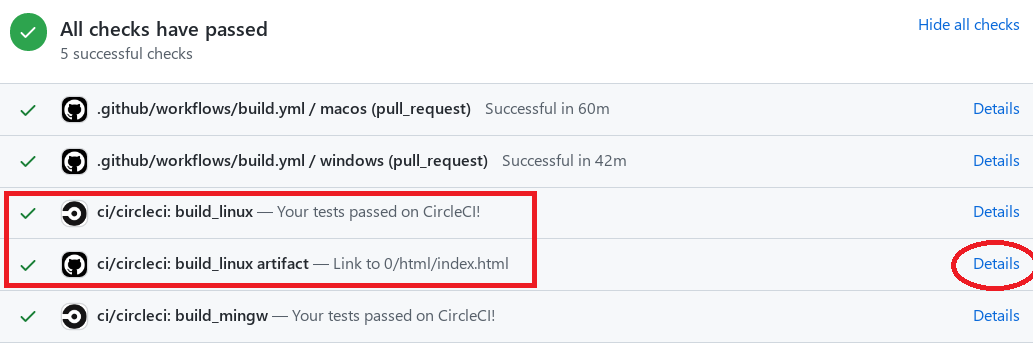 All checks have passed
Hide all checks
5 successful checks
.github/workflows/build.yml / macos (pull_request) Successful in 60m Details
.github/workflows/build.yml / windows (pull_request) Successful in 42m Details
ci/circleci: build_linux — Your tests passed on CircleCI! Details
ci/circleci: build_linux artifact — Link to 0/html/index.html Details
ci/circleci: build_mingw — Your tests passed on CircleCI! Details